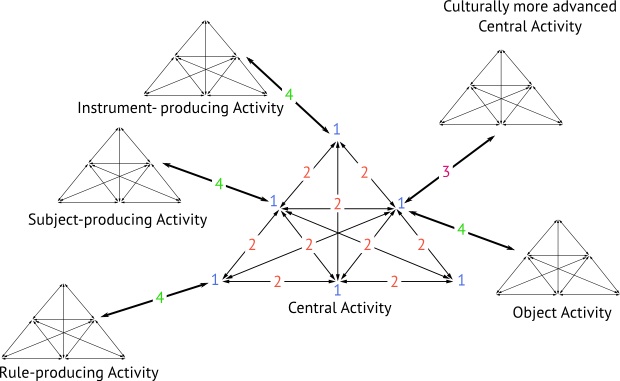 Culturally more advanced
Central Activity
Instrument- producing Activity
4
1
3
2 2
4
1 2 1
Subject-producing Activity
4
2 2 2 2
1 2 1 2 1
Central Activity
Object Activity
4
Rule-producing Activity